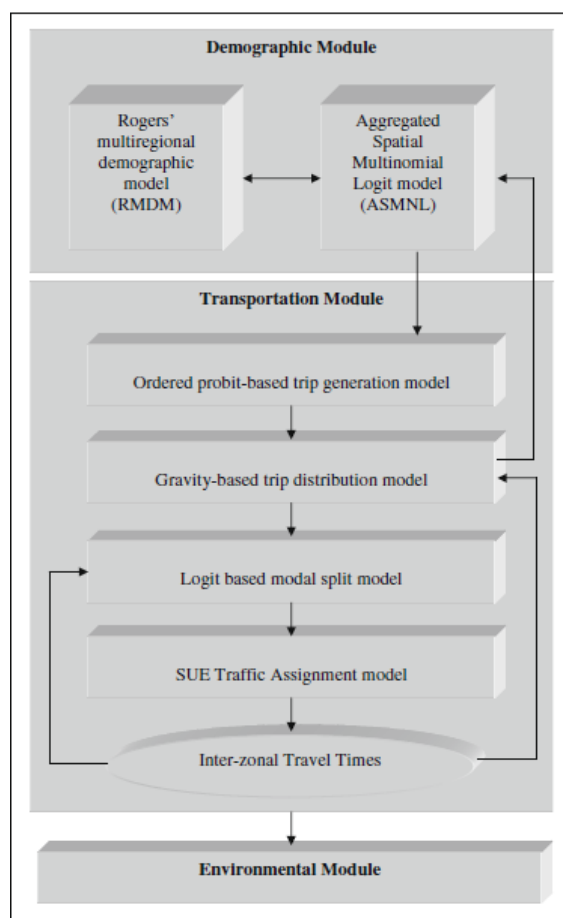 Demographic Module
Rogers’
multiregional
demographic
model
(RMDM)
Aggregated
Spatial
Multinomial
Logit model
(ASMNL)
Transportation Module
Ordered probit-based trip generation model
Gravity-based trip distribution model
Logit based modal split model
SUE Traffic Assignment model
Inter-zonal Travel Times
Environmental Module